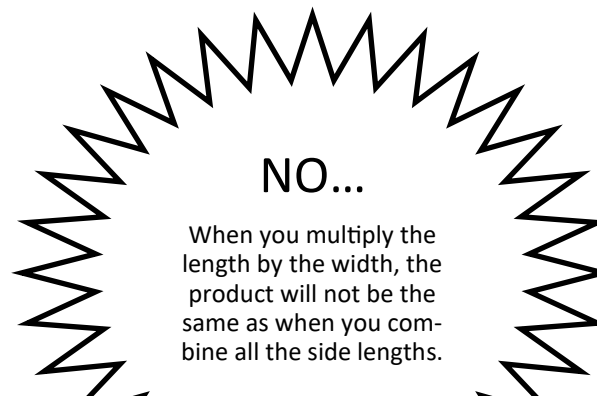 NO...
When you multiply the
length by the width, the
product will not be the
same as when you com-
bine all the side lengths.